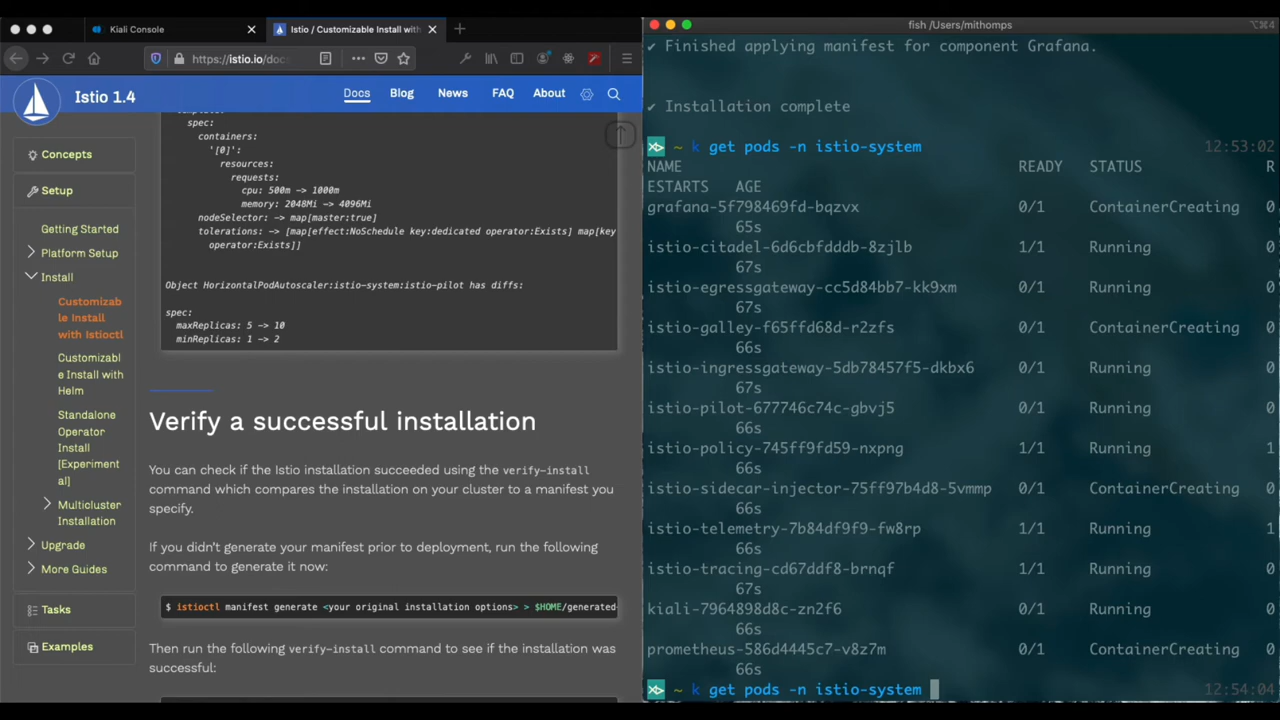 Kiali Console
Istio / Customizable Install with
https://istio.io/docs
Istio 1.4
Docs
Blog
News
FAQ
About
Concepts
Setup
Getting Started
Platform Setup
Install
Customizab
le Install
with Istioctl
Customizabl
e Install with
Helm
Standalone
Operator
Install
[Experiment
al]
Multicluster
Installation
Upgrade
More Guides
Tasks
Examples
spec:
containers:
'[0]':
resources:
requests:
cpu: 500m -> 1000m
memory: 2048Mi -> 4096Mi
nodeSelector: -> map[master:true]
tolerations: -> [map[effect:NoSchedule key:dedicated operator:Exists] map[key
operator:Exists]]
Object HorizontalPodAutoscaler:istio-system:istio-pilot has diffs:
spec:
maxReplicas: 5 -> 10
minReplicas: 1 -> 2
Verify a successful installation
You can check if the Istio installation succeeded using the verify-install
command which compares the installation on your cluster to a manifest you
specify.
If you didn't generate your manifest prior to deployment, run the following
command to generate it now:
$ istioctl manifest generate <your original installation options> > $HOME/generated-
Then run the following verify-install command to see if the installation was
successful:
fish /Users/mithomps
⌥⌘4
✔ Finished applying manifest for component Grafana.
✔ Installation complete
~ k get pods -n istio-system 12:53:02
NAME READY STATUS R
ESTARTS AGE
grafana-5f798469fd-bqzvx 0/1 ContainerCreating 0
65s
istio-citadel-6d6cbfdddb-8zjlb 1/1 Running 0
67s
istio-egressgateway-cc5d84bb7-kk9xm 0/1 Running 0
67s
istio-galley-f65ffd68d-r2zfs 0/1 ContainerCreating 0
66s
istio-ingressgateway-5db78457f5-dkbx6 0/1 Running 0
67s
istio-pilot-677746c74c-gbvj5 0/1 Running 0
66s
istio-policy-745ff9fd59-nxpng 1/1 Running 1
66s
istio-sidecar-injector-75ff97b4d8-5vmmp 0/1 ContainerCreating 0
66s
istio-telemetry-7b84df9f9-fw8rp 1/1 Running 1
66s
istio-tracing-cd67ddf8-brnqf 1/1 Running 0
67s
kiali-7964898d8c-zn2f6 0/1 Running 0
66s
prometheus-586d4445c7-v8z7m 0/1 ContainerCreating 0
66s
~ k get pods -n istio-system 12:54:04